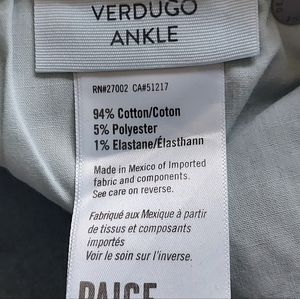 VERDUGO
ANKLE
RN#27002 CA#51217
94% Cotton/Coton
5% Polyester
1% Elastane/Élasthann
Made in Mexico of Imported
fabric and components.
See care on reverse.
Fabriqué aux Mexique à partir
de tissus et composants
importés
Voir le soin sur l'inverse.
PAIGE